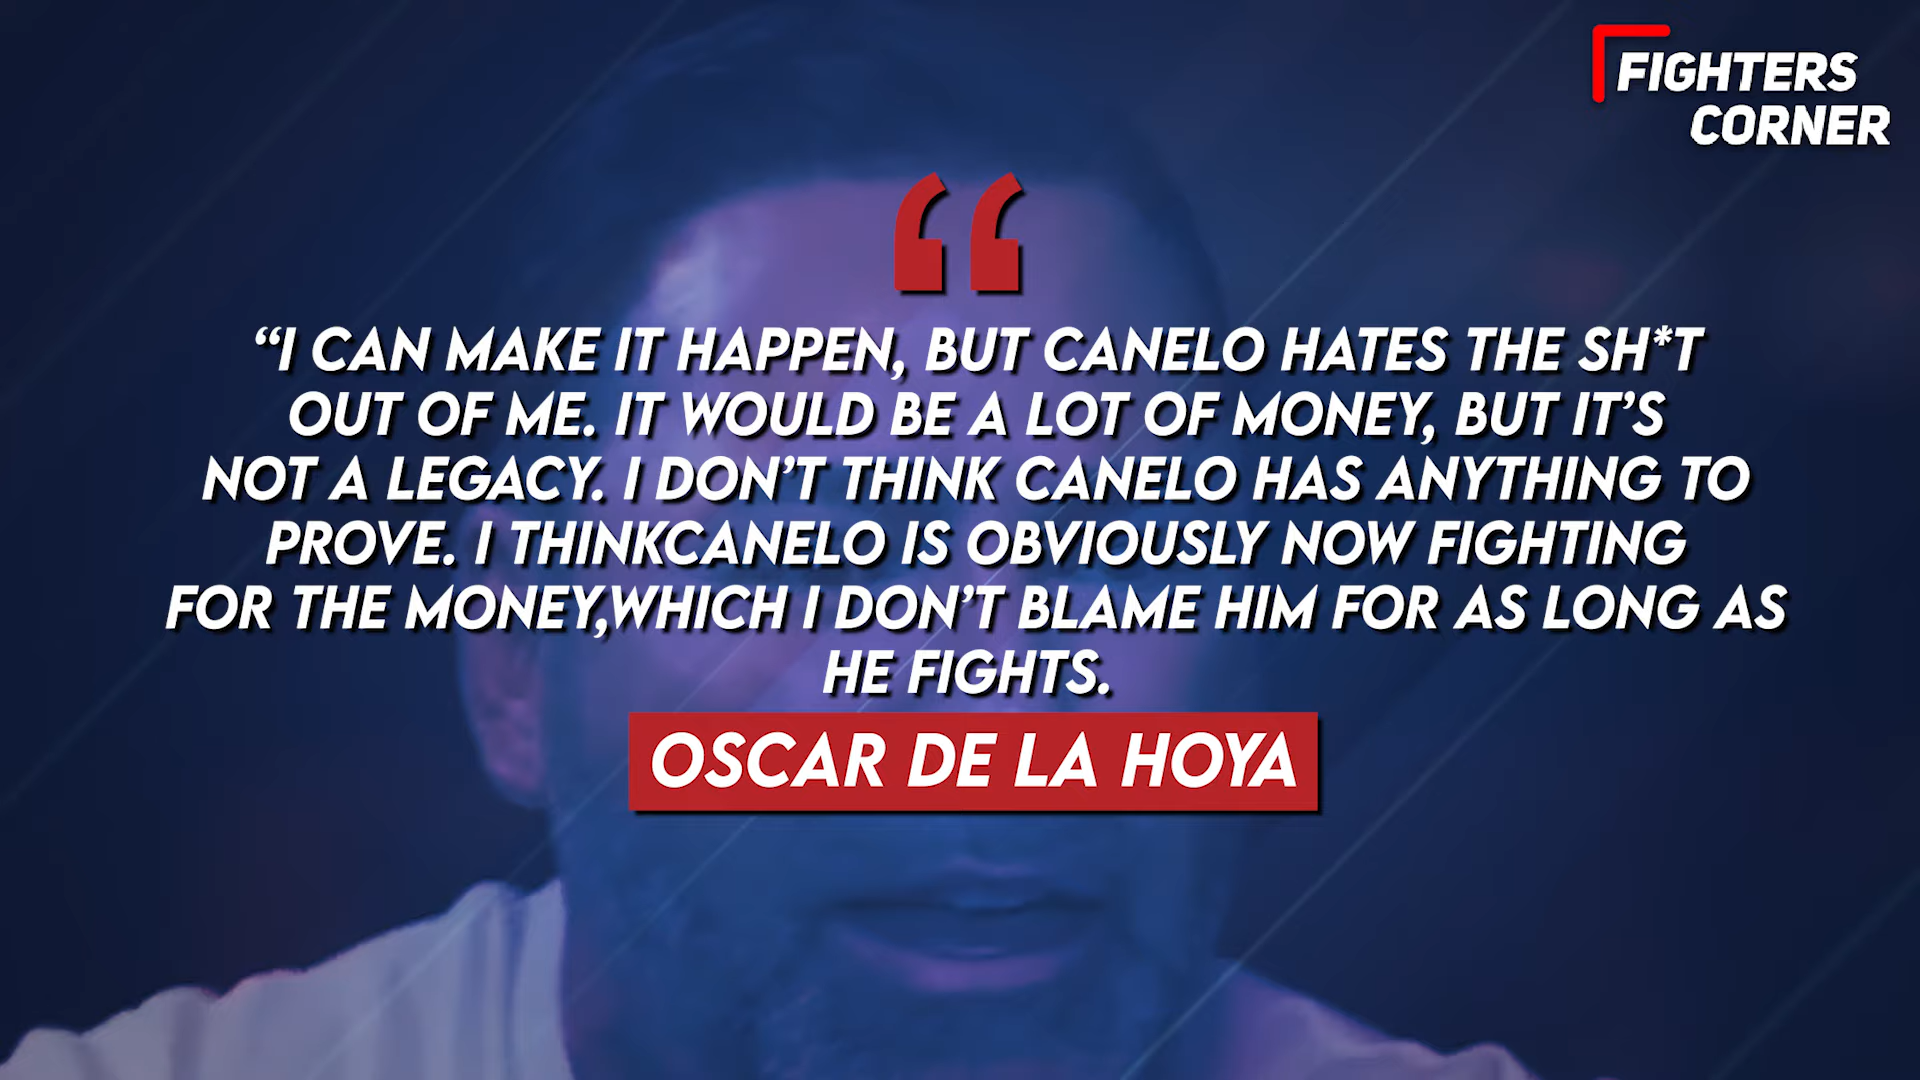 FIGHTERS
CORNER
“I CAN MAKE IT HAPPEN, BUT CANELO HATES THE SH*T
OUT OF ME. IT WOULD BE A LOT OF MONEY, BUT IT’S
NOT A LEGACY. I DON’T THINK CANELO HAS ANYTHING TO
PROVE. I THINKCANELO IS OBVIOUSLY NOW FIGHTING
FOR THE MONEY,WHICH I DON’T BLAME HIM FOR AS LONG AS
HE FIGHTS.
OSCAR DE LA HOYA